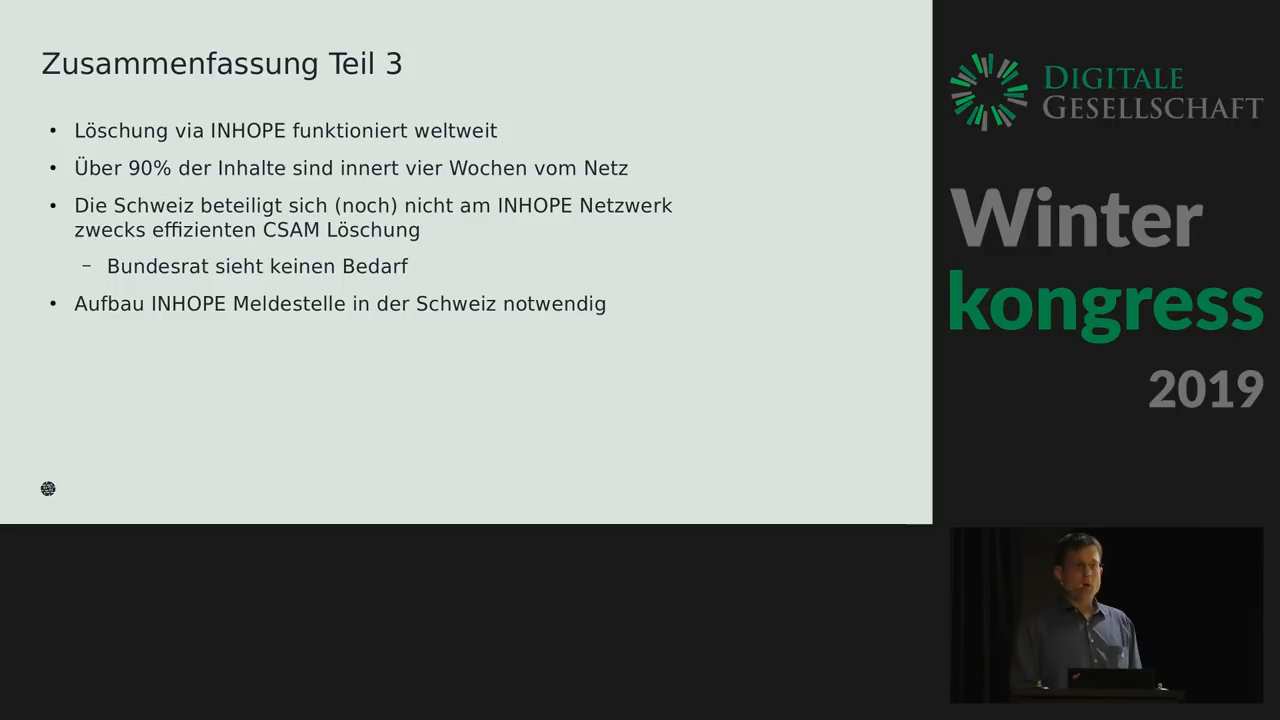 Zusammenfassung Teil 3
• Löschung via INHOPE funktioniert weltweit
• Über 90% der Inhalte sind innert vier Wochen vom Netz
• Die Schweiz beteiligt sich (noch) nicht am INHOPE Netzwerk
zwecks effizienten CSAM Löschung
– Bundesrat sieht keinen Bedarf
• Aufbau INHOPE Meldestelle in der Schweiz notwendig
DIGITALE
GESELLSCHAFT
Winter
kongress
2019